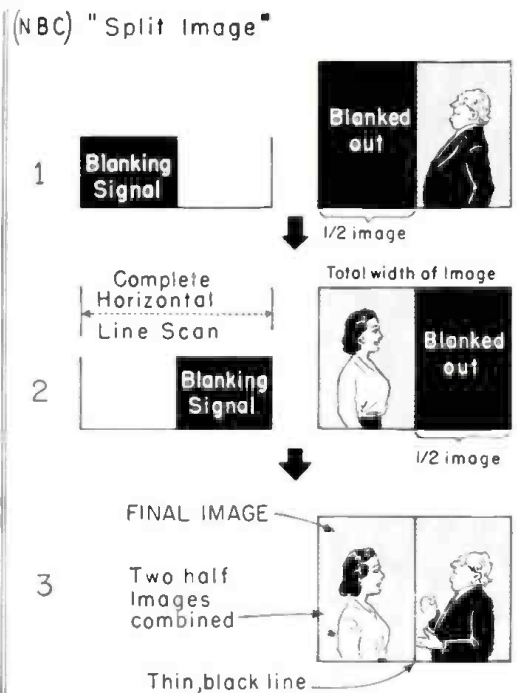 (NBC) "Split Image"
1
Blanking
Signal
Blanked
out
1/2 image
Complete
Horizontal
Line Scan
Total width of Image
2
Blanking
Signal
Blanked
out
1/2 image
3
FINAL IMAGE
Two half
Images
combined
Thin,black line